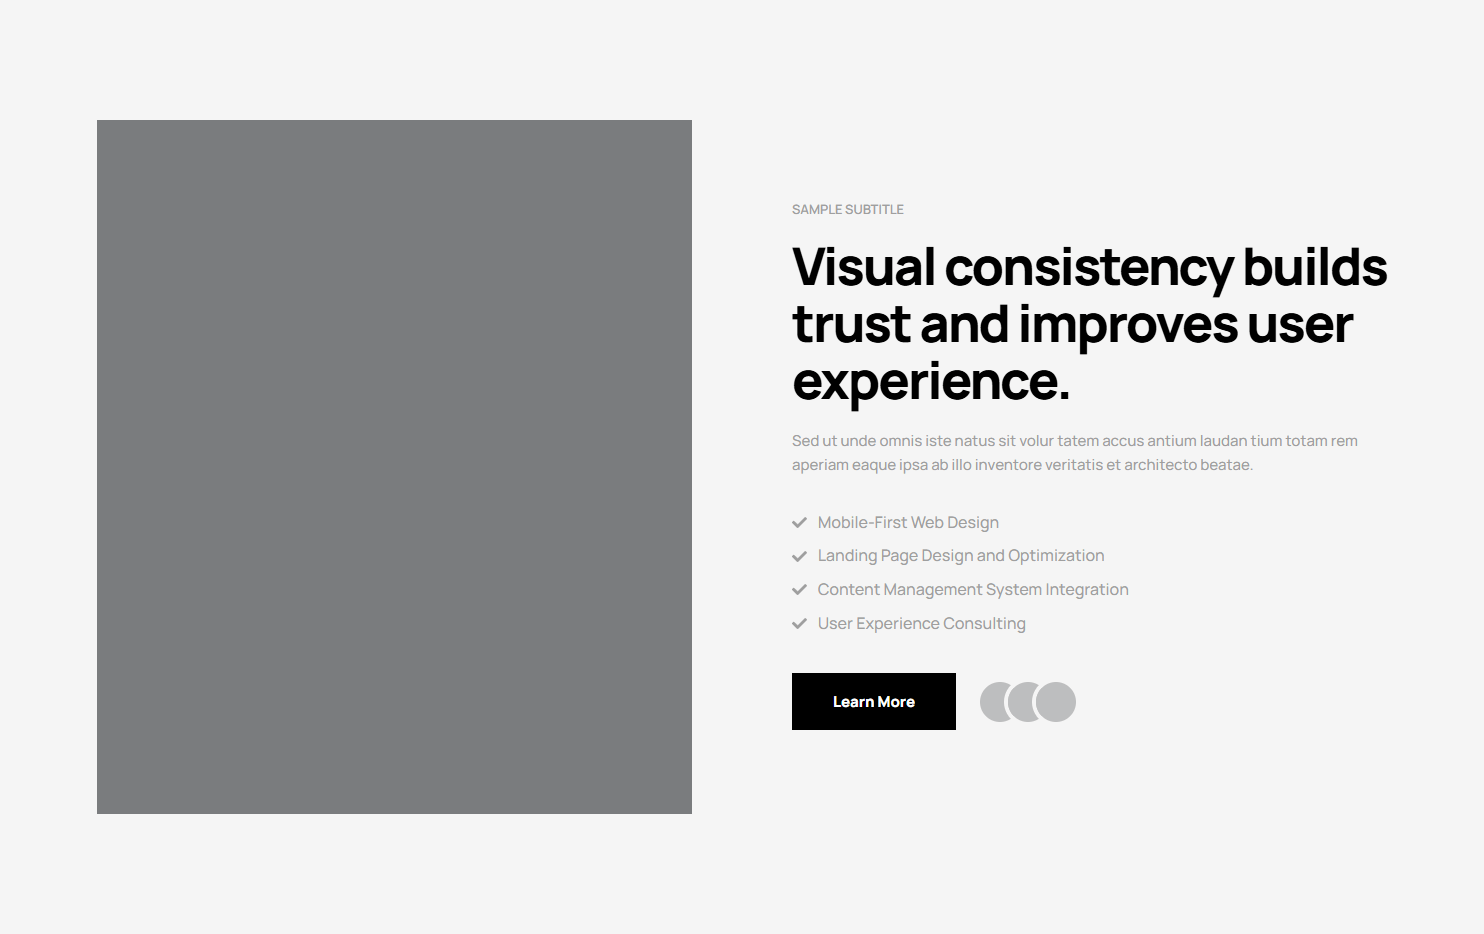 SAMPLE SUBTITLE
Visual consistency builds
trust and improves user
experience.
Sed ut unde omnis iste natus sit volur tatem accus antium laudan tium totam rem
aperiam eaque ipsa ab illo inventore veritatis et architecto beatae.
Mobile-First Web Design
Landing Page Design and Optimization
Content Management System Integration
User Experience Consulting
Learn More